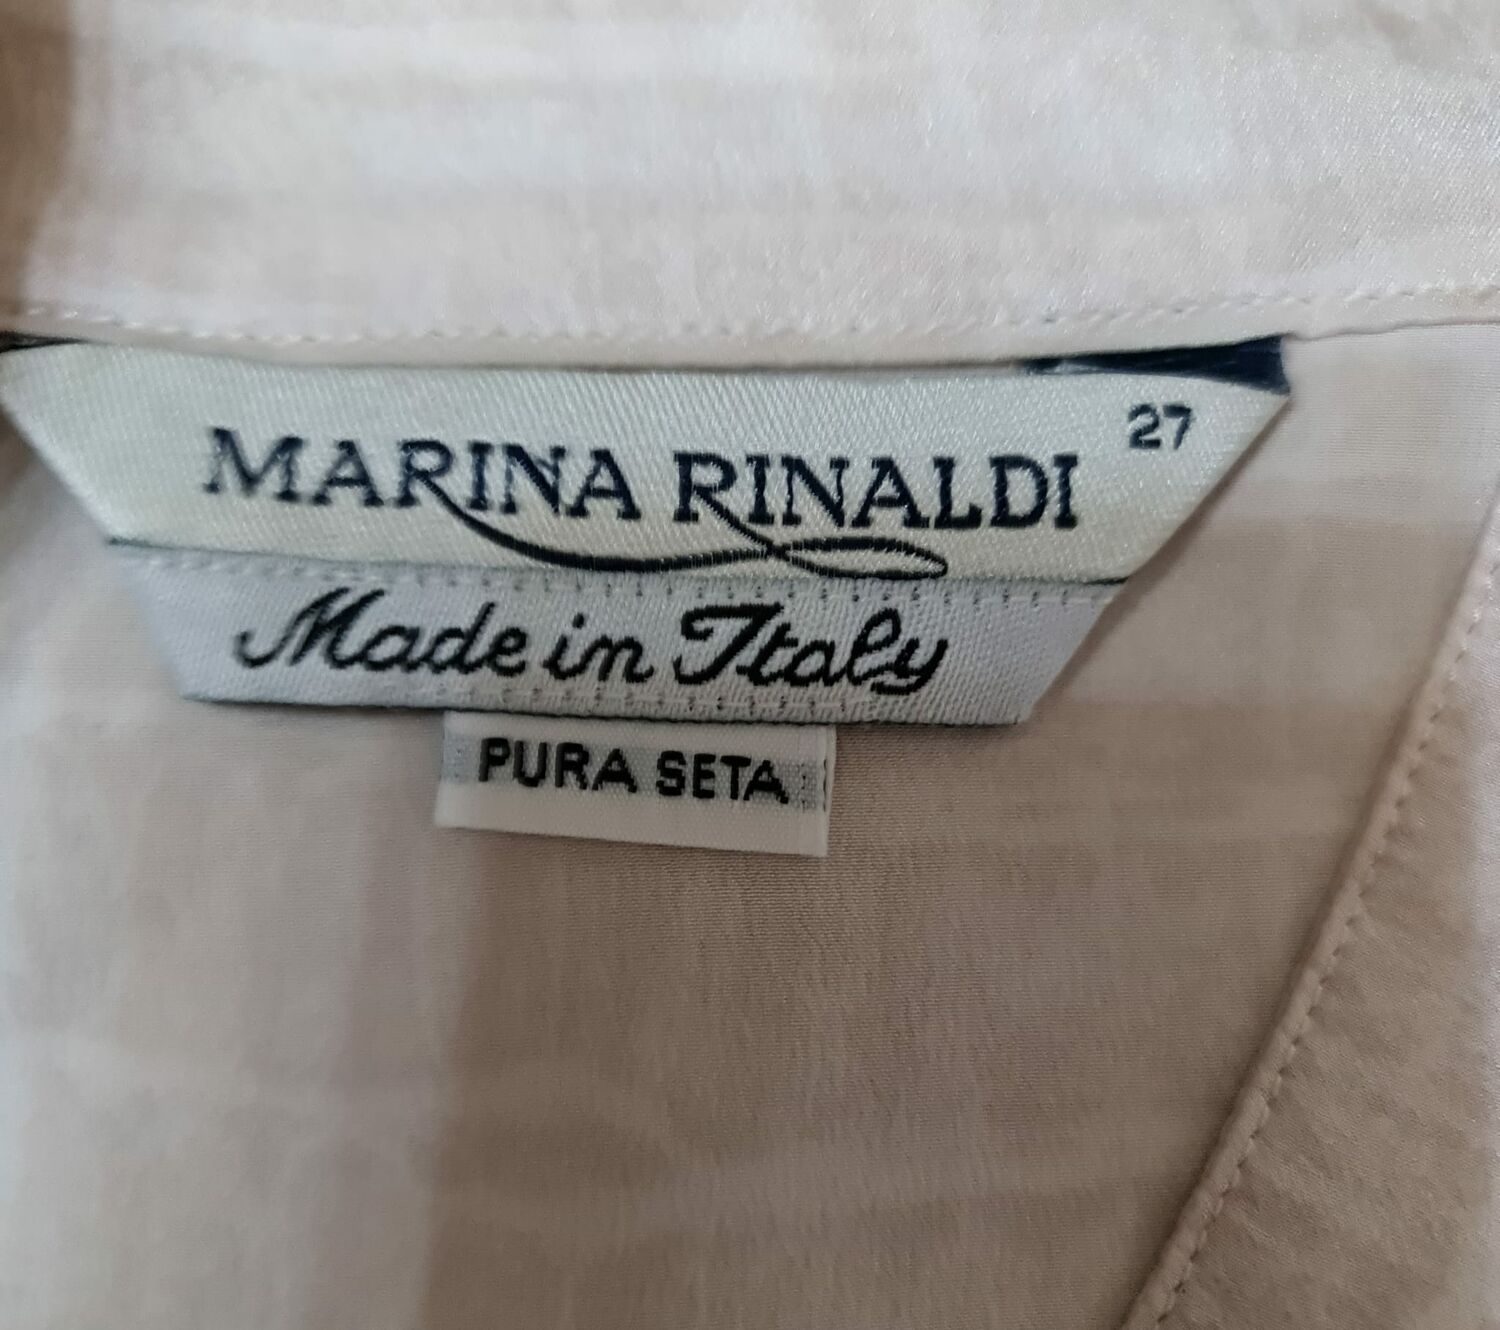 27
MARINA RINALDI
Made in Italy
PURA SETA